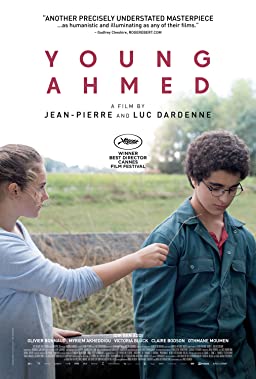 "ANOTHER PRECISELY UNDERSTATED MASTERPIECE
...as humanistic and illuminating as any of their films."
– Godfrey Cheshire, ROGEREBERT.COM
YOUNG
AHMED
A FILM BY
JEAN-PIERRE AND LUC DARDENNE
WINNER
BEST DIRECTOR
CANNES
FILM FESTIVAL
OLIVIER BONNAUD MYRIEM AKHEDDIOU VICTORIA BLUCK CLAIRE BODSON OTHMANE MOUMEN